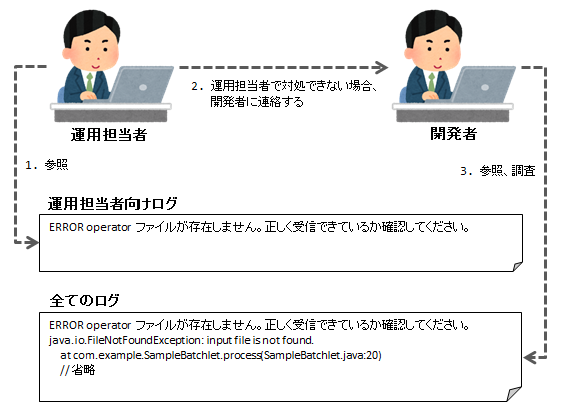 2. 運用担当者で対処できない場合、
開発者に連絡する
運用担当者
開発者
1. 参照
3. 参照、調査
運用担当者向けログ
ERROR operator ファイルが存在しません。正しく受信できているか確認してください。
全てのログ
ERROR operator ファイルが存在しません。正しく受信できているか確認してください。
java.io.FileNotFoundException: input file is not found.
at com.example.SampleBatchlet.process(SampleBatchlet.java:20)
// 省略